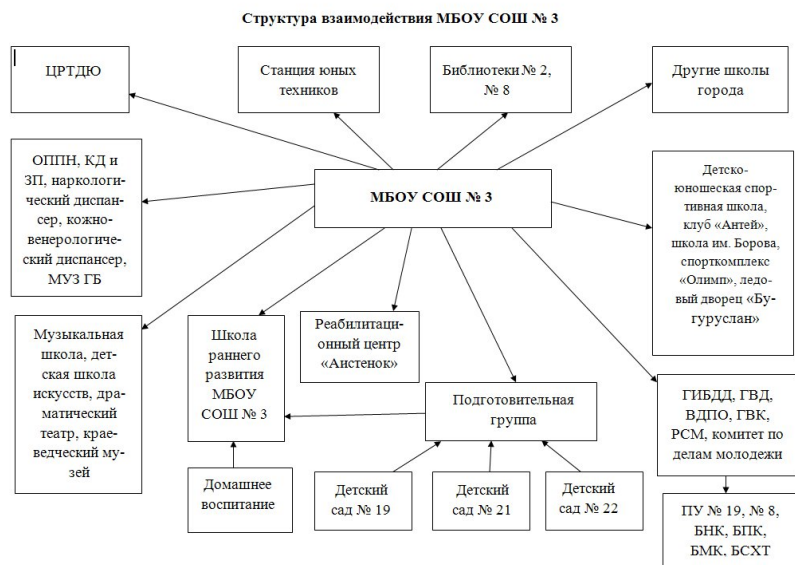 Структура взаимодействия МБОУ СОШ № 3
ЦРТДЮ
Станция юных
техников
Библиотеки № 2,
№ 8
Другие школы
города
ОППН, КД и
ЗП, наркологи-
ческий диспан-
сер, кожно-
венерологиче-
ский диспансер,
МУЗ ГБ
МБОУ СОШ № 3
Детско-
юношеская спор-
тивная школа,
клуб «Антей»,
школа им. Борова,
спорткомплекс
«Олимп», ледо-
вый дворец «Бу-
гуруслан»
Музыкальная
школа, дет-
ская школа
искусств, дра-
матический
театр, крае-
ведческий му-
зей
Школа
раннего
развития
МБОУ
СОШ № 3
Реабилитаци-
онный центр
«Аистенок»
Подготовительная
группа
ГИБДД, ГВД,
ВДПО, ГВК,
РСМ, комитет по
делам молодежи
Домашнее
воспитание
Детский
сад № 19
Детский
сад № 21
Детский
сад № 22
ПУ № 19, № 8,
БНК, БПК,
БМК, БСХТ